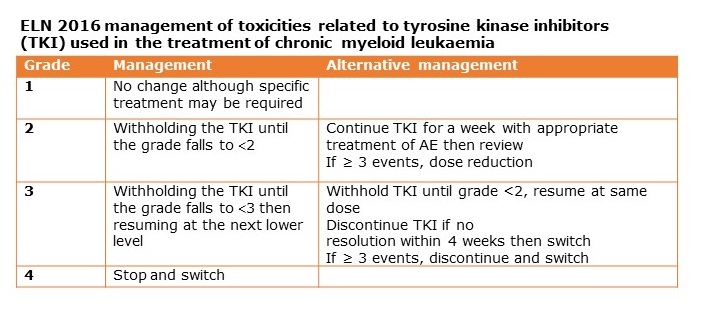 ELN 2016 management of toxicities related to tyrosine kinase inhibitors
(TKI) used in the treatment of chronic myeloid leukaemia
Grade Management Alternative management
1 No change although specific
treatment may be required
2 Withholding the TKI until
the grade falls to <2
Continue TKI for a week with appropriate
treatment of AE then review
If ≥ 3 events, dose reduction
3 Withholding the TKI until
the grade falls to <3 then
resuming at the next lower
level
Withhold TKI until grade <2, resume at same
dose
Discontinue TKI if no
resolution within 4 weeks then switch
If ≥ 3 events, discontinue and switch
4 Stop and switch